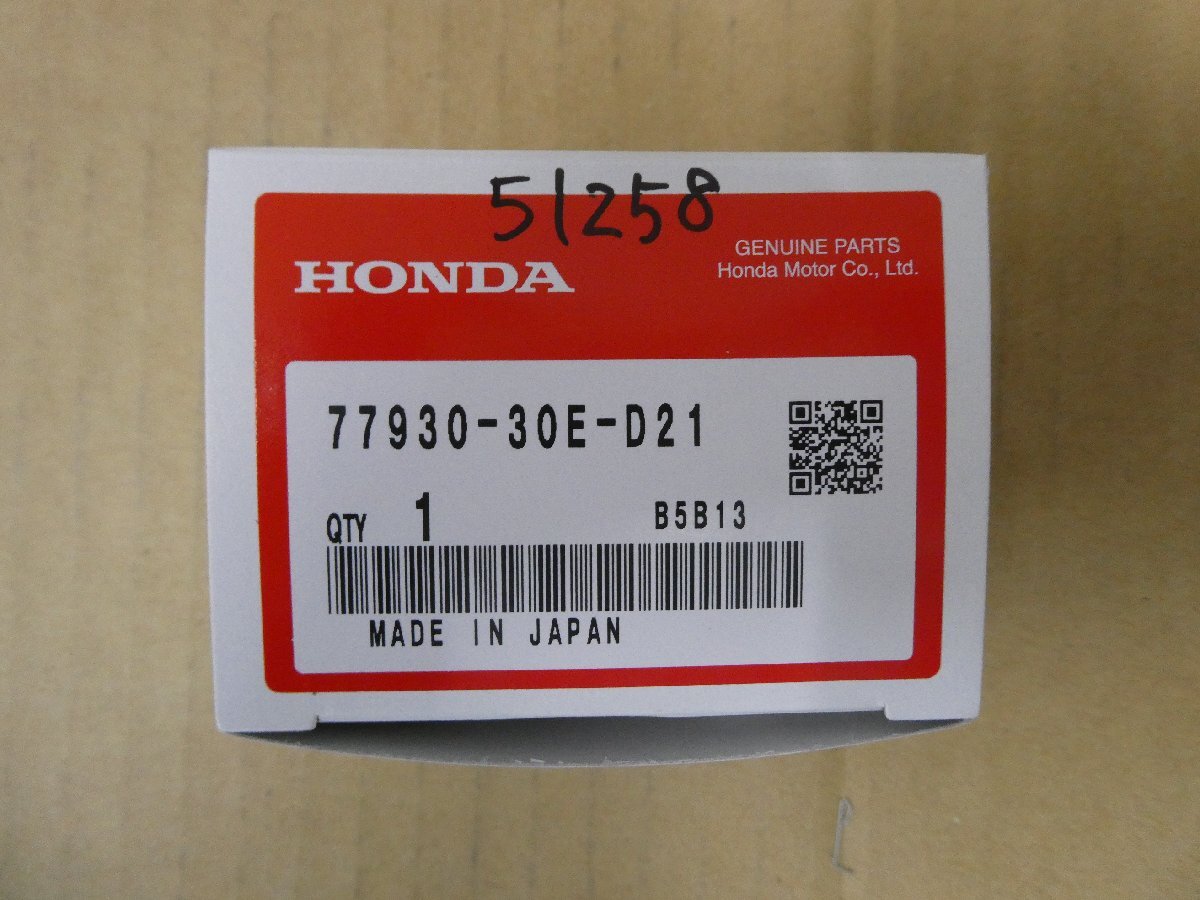 51258
GENUINE PARTS
HONDA
Honda Motor Co., Ltd.
77930-30E-D21
QTY 1 B5B13
MADE IN JAPAN